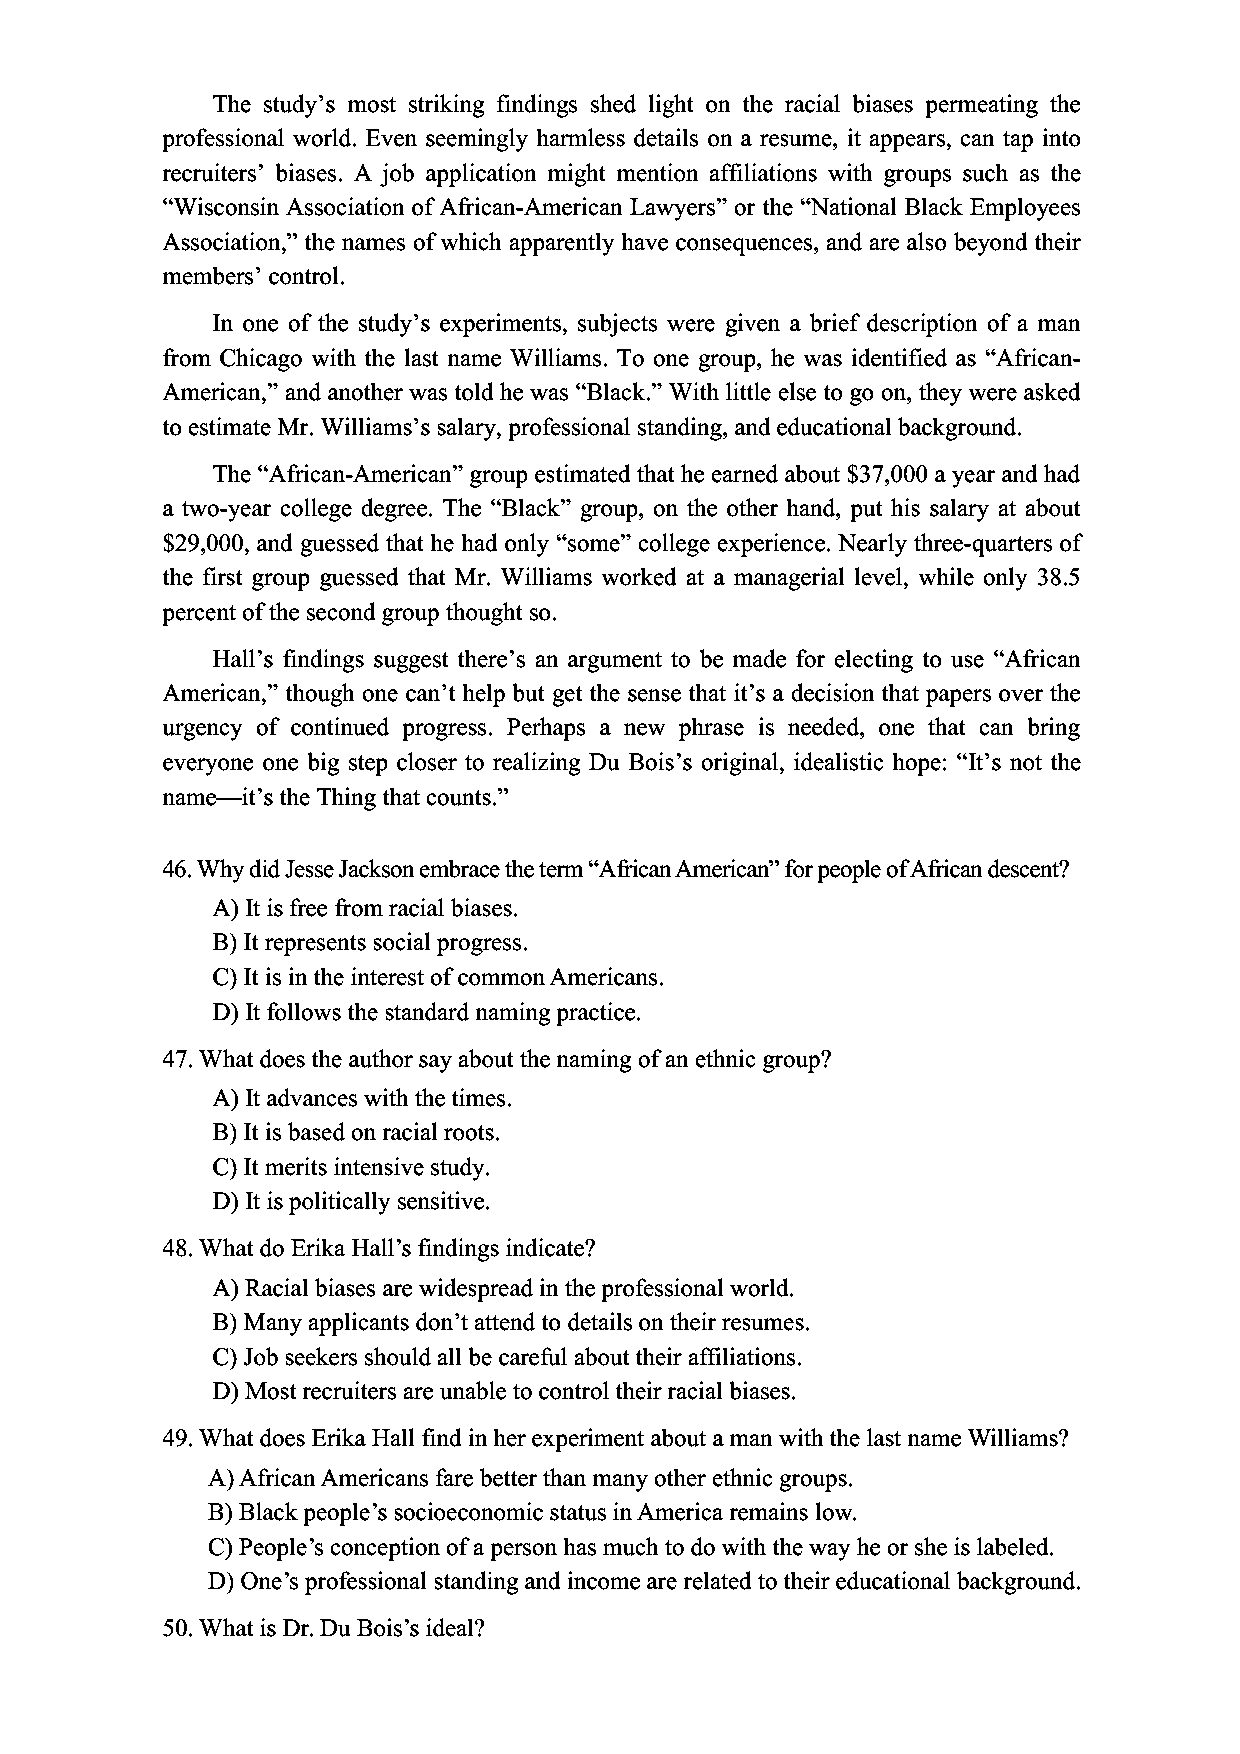 The study’s most striking findings shed light on the racial biases permeating the
professional world. Even seemingly harmless details on a resume, it appears, can tap into
recruiters’ biases. A job application might mention affiliations with groups such as the
“Wisconsin Association of African-American Lawyers” or the “National Black Employees
Association,” the names of which apparently have consequences, and are also beyond their
members’ control.
In one of the study’s experiments, subjects were given a brief description of a man
from Chicago with the last name Williams. To one group, he was identified as “African-
American,” and another was told he was “Black.” With little else to go on, they were asked
to estimate Mr. Williams’s salary, professional standing, and educational background.
The “African-American” group estimated that he earned about $37,000 a year and had
a two-year college degree. The “Black” group, on the other hand, put his salary at about
$29,000, and guessed that he had only “some” college experience. Nearly three-quarters of
the first group guessed that Mr. Williams worked at a managerial level, while only 38.5
percent of the second group thought so.
Hall’s findings suggest there’s an argument to be made for electing to use “African
American,” though one can’t help but get the sense that it’s a decision that papers over the
urgency of continued progress. Perhaps a new phrase is needed, one that can bring
everyone one big step closer to realizing Du Bois’s original, idealistic hope: “It’s not the
name—it’s the Thing that counts.”
46. Why did Jesse Jackson embrace the term “African American” for people of African descent?
A) It is free from racial biases.
B) It represents social progress.
C) It is in the interest of common Americans.
D) It follows the standard naming practice.
47. What does the author say about the naming of an ethnic group?
A) It advances with the times.
B) It is based on racial roots.
C) It merits intensive study.
D) It is politically sensitive.
48. What do Erika Hall’s findings indicate?
A) Racial biases are widespread in the professional world.
B) Many applicants don’t attend to details on their resumes.
C) Job seekers should all be careful about their affiliations.
D) Most recruiters are unable to control their racial biases.
49. What does Erika Hall find in her experiment about a man with the last name Williams?
A) African Americans fare better than many other ethnic groups.
B) Black people’s socioeconomic status in America remains low.
C) People’s conception of a person has much to do with the way he or she is labeled.
D) One’s professional standing and income are related to their educational background.
50. What is Dr. Du Bois’s ideal?